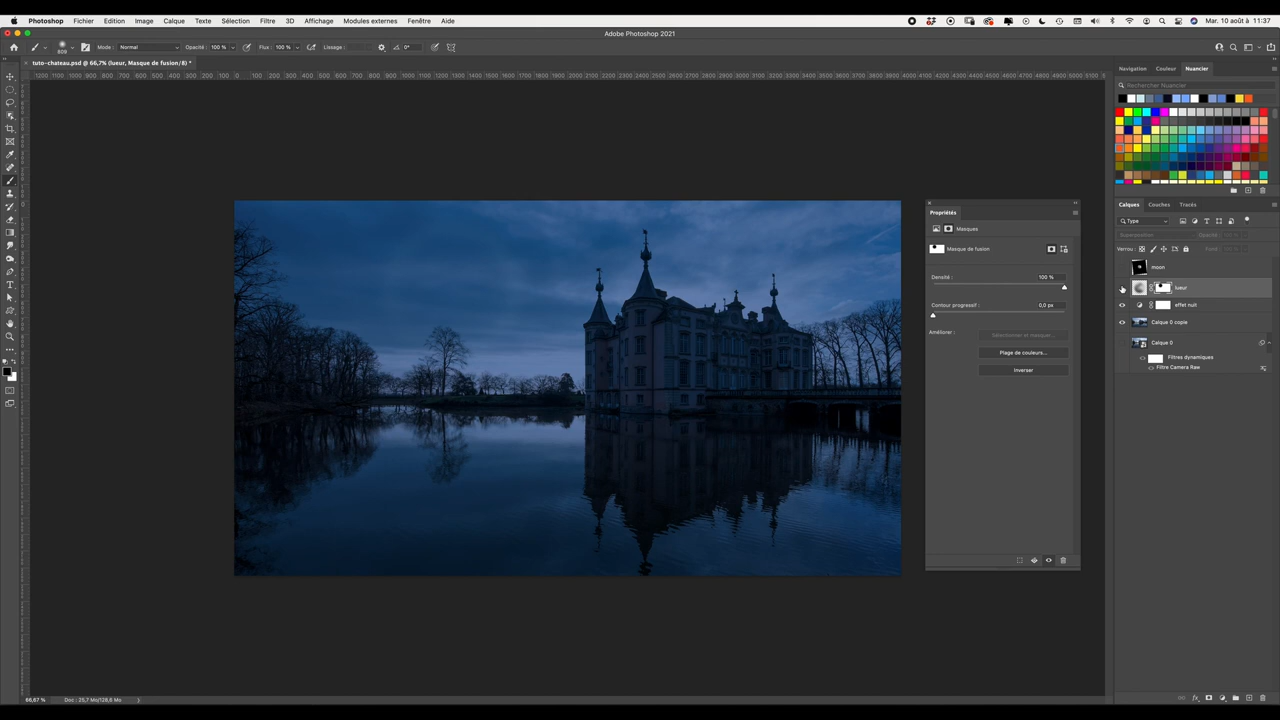 Photoshop Fichier Edition Image Calque Texte Sélection Filtre 3D Affichage Modules externes Fenêtre Aide
Mar. 10 août à 11:37
Adobe Photoshop 2021
809
Mode : Normal
Opacité : 100 %
Flux : 100 %
Lissage :
0°
tuto-chateau.psd @ 66,7% (lueur, Masque de fusion/8) *
Navigation Couleur Nuancier
Rechercher Nuancier
Propriétés
Masques
Masque de fusion
Densité : 100 %
Contour progressif : 0,0 px
Améliorer :
Sélectionner et masquer...
Plage de couleurs...
Inverser
Calques Couches Tracés
Type
Superposition
Opacité :
Verrou :
Fond :
moon
lueur
effet nuit
Calque 0 copie
Calque 0
Filtres dynamiques
Filtre Camera Raw
66,67 %
Doc : 25,7 Mo/128,6 Mo